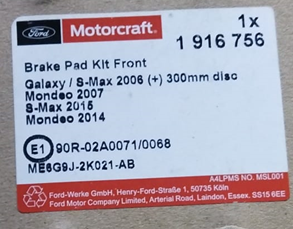 Ford
Motorcraft®
1x
1 916 756
Brake Pad Kit Front
Galaxy / S-Max 2006 (+) 300mm disc
Mondeo 2007
S-Max 2015
Mondeo 2014
E1 90R-02A0071/0068
ME6G9J-2K021-AB
A4LPMS NO. MSL001
Ford-Werke GmbH, Henry-Ford-Straße 1, 50735 Köln
Ford Motor Company Limited, Arterial Road, Laindon, Essex. SS15 6EE